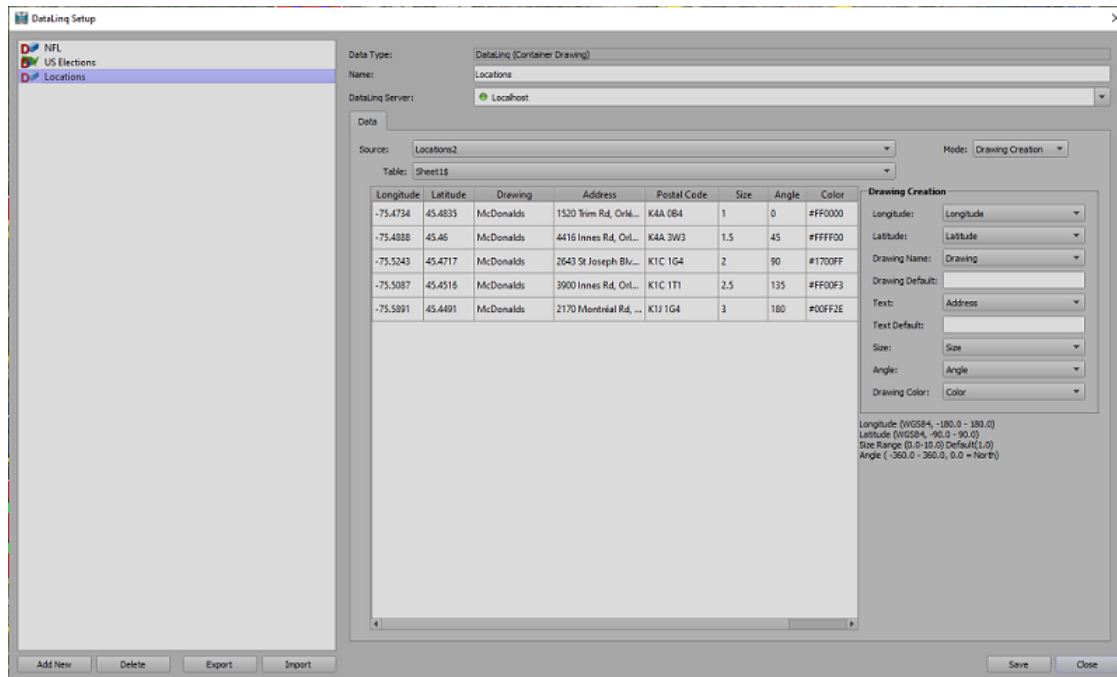 DataLinq Setup
NFL
US Elections
Locations
Data Type: DataLinq (Container Drawing)
Name: Locations
DataLinq Server: Localhost
Data
Source: Locations2 Mode: Drawing Creation
Table: Sheet1$
Longitude Latitude Drawing Address Postal Code Size Angle Color
-75.4734 45.4835 McDonalds 1520 Trim Rd, Orlé... K4A 0B4 1 0 #FF0000
-75.4888 45.46 McDonalds 4416 Innes Rd, Orl... K4A 3W3 1.5 45 #FFFF00
-75.5243 45.4717 McDonalds 2643 St Joseph Blv... K1C 1G4 2 90 #1700FF
-75.5087 45.4516 McDonalds 3900 Innes Rd, Orl... K1C 1T1 2.5 135 #FF00F3
-75.5891 45.4491 McDonalds 2170 Montréal Rd, ... K1J 1G4 3 180 #00FF2E
Drawing Creation
Longitude: Longitude
Latitude: Latitude
Drawing Name: Drawing
Drawing Default:
Text: Address
Text Default:
Size: Size
Angle: Angle
Drawing Color: Color
Longitude (WGS84, -180.0 - 180.0)
Latitude (WGS84, -90.0 - 90.0)
Size Range (0.0-10.0) Default(1.0)
Angle ( -360.0 - 360.0, 0.0 = North)
Add New Delete Export Import Save Close